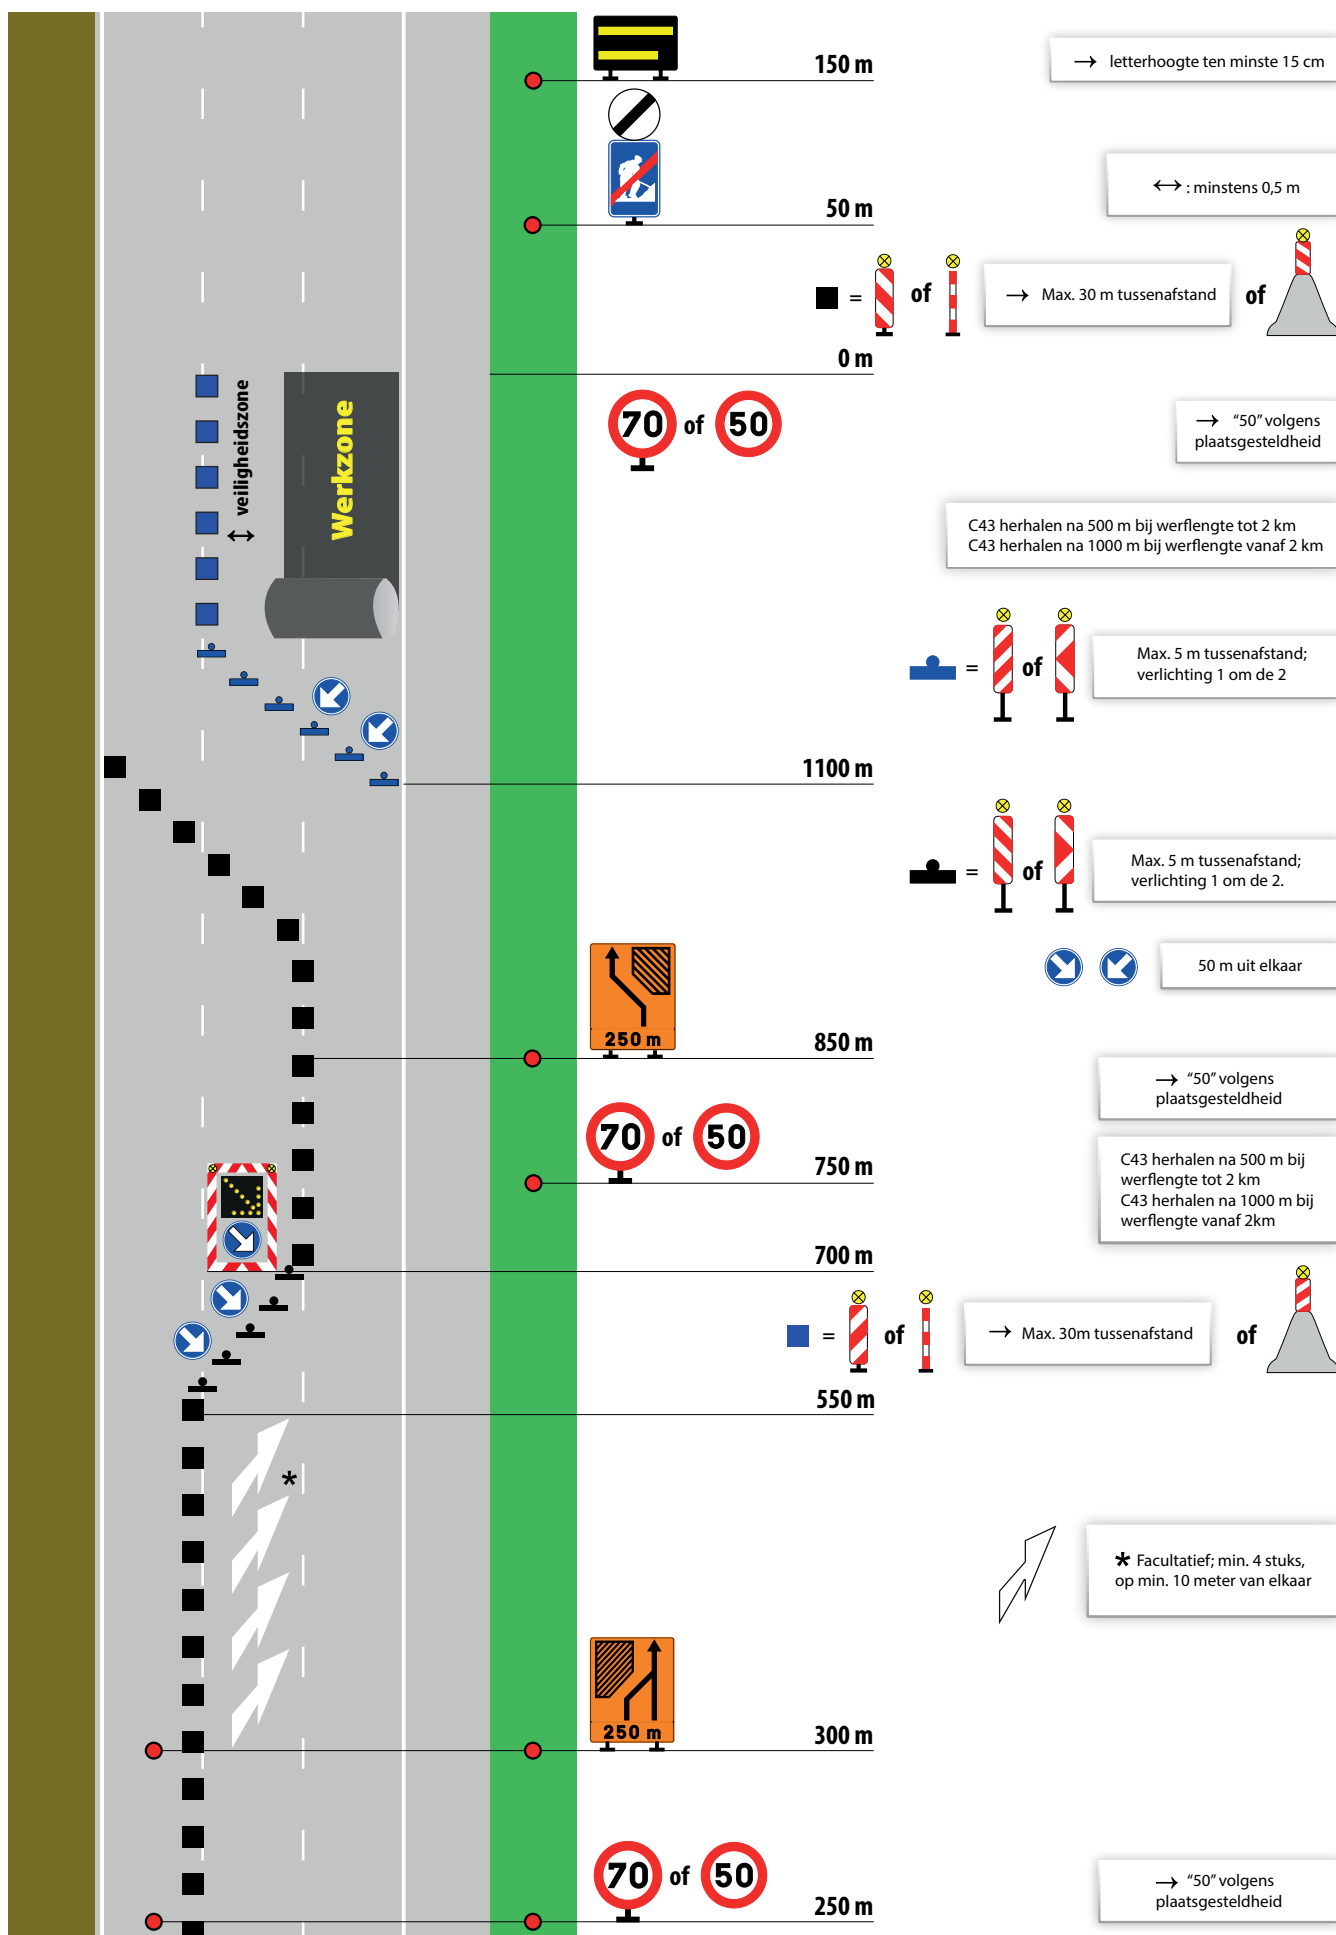 150 m
→ letterhoogte ten minste 15 cm
↔ : minstens 0,5 m
50 m
= of → Max. 30 m tussenafstand of
0 m
veiligheidszone
↔
Werkzone
70 of 50
→ “50” volgens
plaatsgesteldheid
C43 herhalen na 500 m bij werflengte tot 2 km
C43 herhalen na 1000 m bij werflengte vanaf 2 km
= of
Max. 5 m tussenafstand;
verlichting 1 om de 2
1100 m
= of
Max. 5 m tussenafstand;
verlichting 1 om de 2.
50 m uit elkaar
250 m
850 m
→ “50” volgens
plaatsgesteldheid
70 of 50
750 m
C43 herhalen na 500 m bij
werflengte tot 2 km
C43 herhalen na 1000 m bij
werflengte vanaf 2km
700 m
= of → Max. 30m tussenafstand of
550 m
*
* Facultatief; min. 4 stuks,
op min. 10 meter van elkaar
250 m
300 m
70 of 50
→ “50” volgens
plaatsgesteldheid
250 m